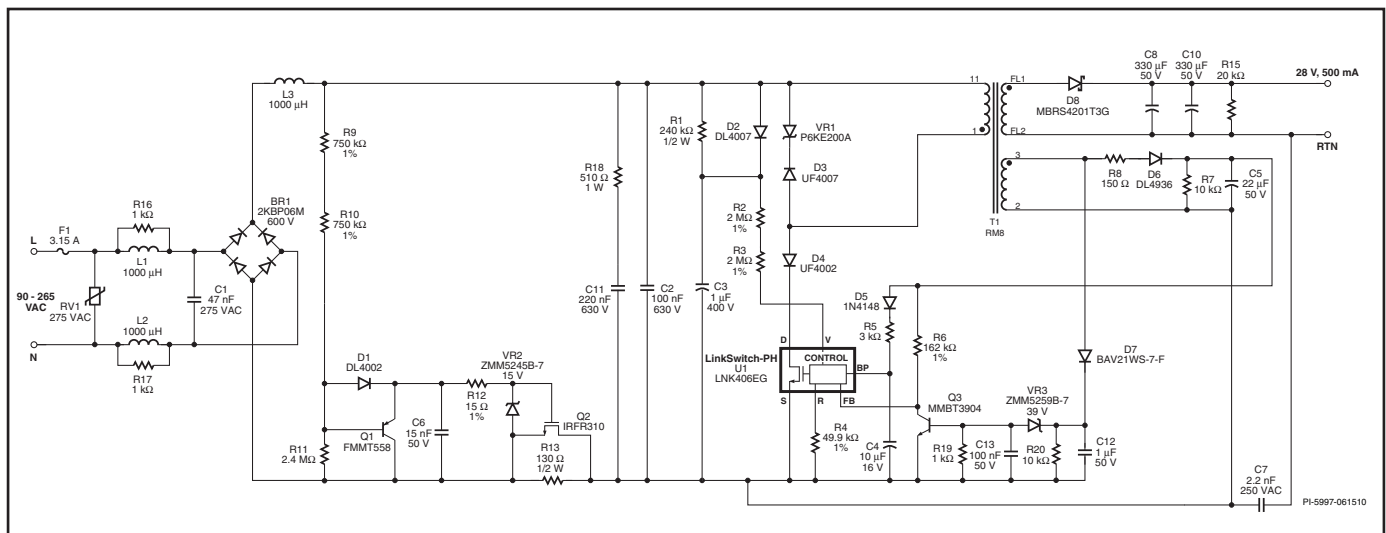 L3
1000 µH
R9
750 kΩ
1%
R10
750 kΩ
1%
R11
2.4 MΩ
R16
1 kΩ
F1
3.15 A
L
L1
1000 µH
BR1
2KBP06M
600 V
90 - 265
VAC
RV1
275 VAC
C1
47 nF
275 VAC
L2
1000 µH
N
R17
1 kΩ
D1
DL4002
Q1
FMMT558
C6
15 nF
50 V
R12
15 Ω
1%
VR2
ZMM5245B-7
15 V
Q2
IRFR310
R13
130 Ω
1/2 W
R18
510 Ω
1 W
C11
220 nF
630 V
C2
100 nF
630 V
R1
240 kΩ
1/2 W
C3
1 µF
400 V
D2
DL4007
R2
2 MΩ
1%
R3
2 MΩ
1%
VR1
P6KE200A
D3
UF4007
D4
UF4002
LinkSwitch-PH
U1
LNK406EG
D
V
CONTROL
BP
S
R
FB
R4
49.9 kΩ
1%
D5
1N4148
R5
3 kΩ
C4
10 µF
16 V
R6
162 kΩ
1%
Q3
MMBT3904
R19
1 kΩ
C13
100 nF
50 V
VR3
ZMM5259B-7
39 V
R20
10 kΩ
C12
1 µF
50 V
D7
BAV21WS-7-F
11
1
FL1
FL2
3
2
T1
RM8
D8
MBRS4201T3G
C8
330 µF
50 V
C10
330 µF
50 V
R15
20 kΩ
28 V, 500 mA
RTN
R8
150 Ω
D6
DL4936
R7
10 kΩ
C5
22 µF
50 V
C7
2.2 nF
250 VAC
PI-5997-061510